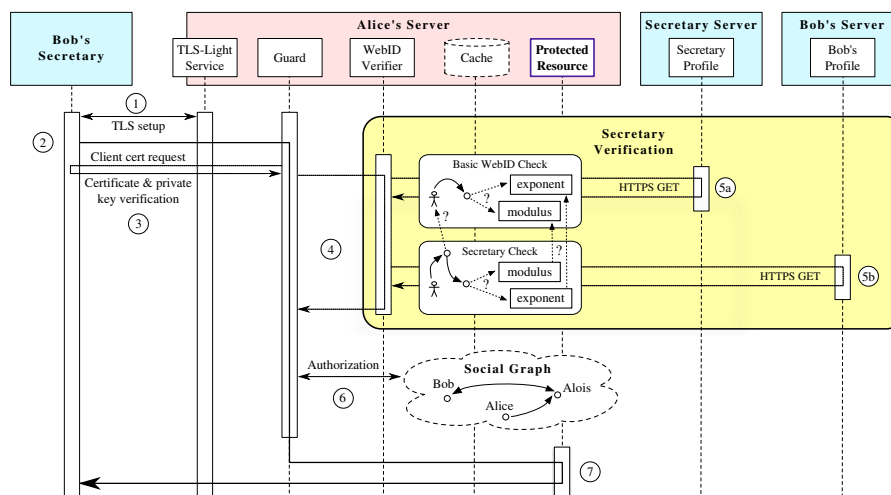 Bob's
Secretary
Alice's Server
TLS-Light
Service
Guard
WebID
Verifier
Cache
Protected
Resource
Secretary Server
Secretary
Profile
Bob's Server
Bob's
Profile
1
TLS setup
2
Client cert request
Certificate & private
key verification
3
4
Secretary
Verification
Basic WebID Check
exponent
?
modulus
HTTPS GET
5a
?
?
Secretary Check
modulus
?
exponent
HTTPS GET
5b
Authorization
6
Social Graph
Bob
Alois
Alice
7